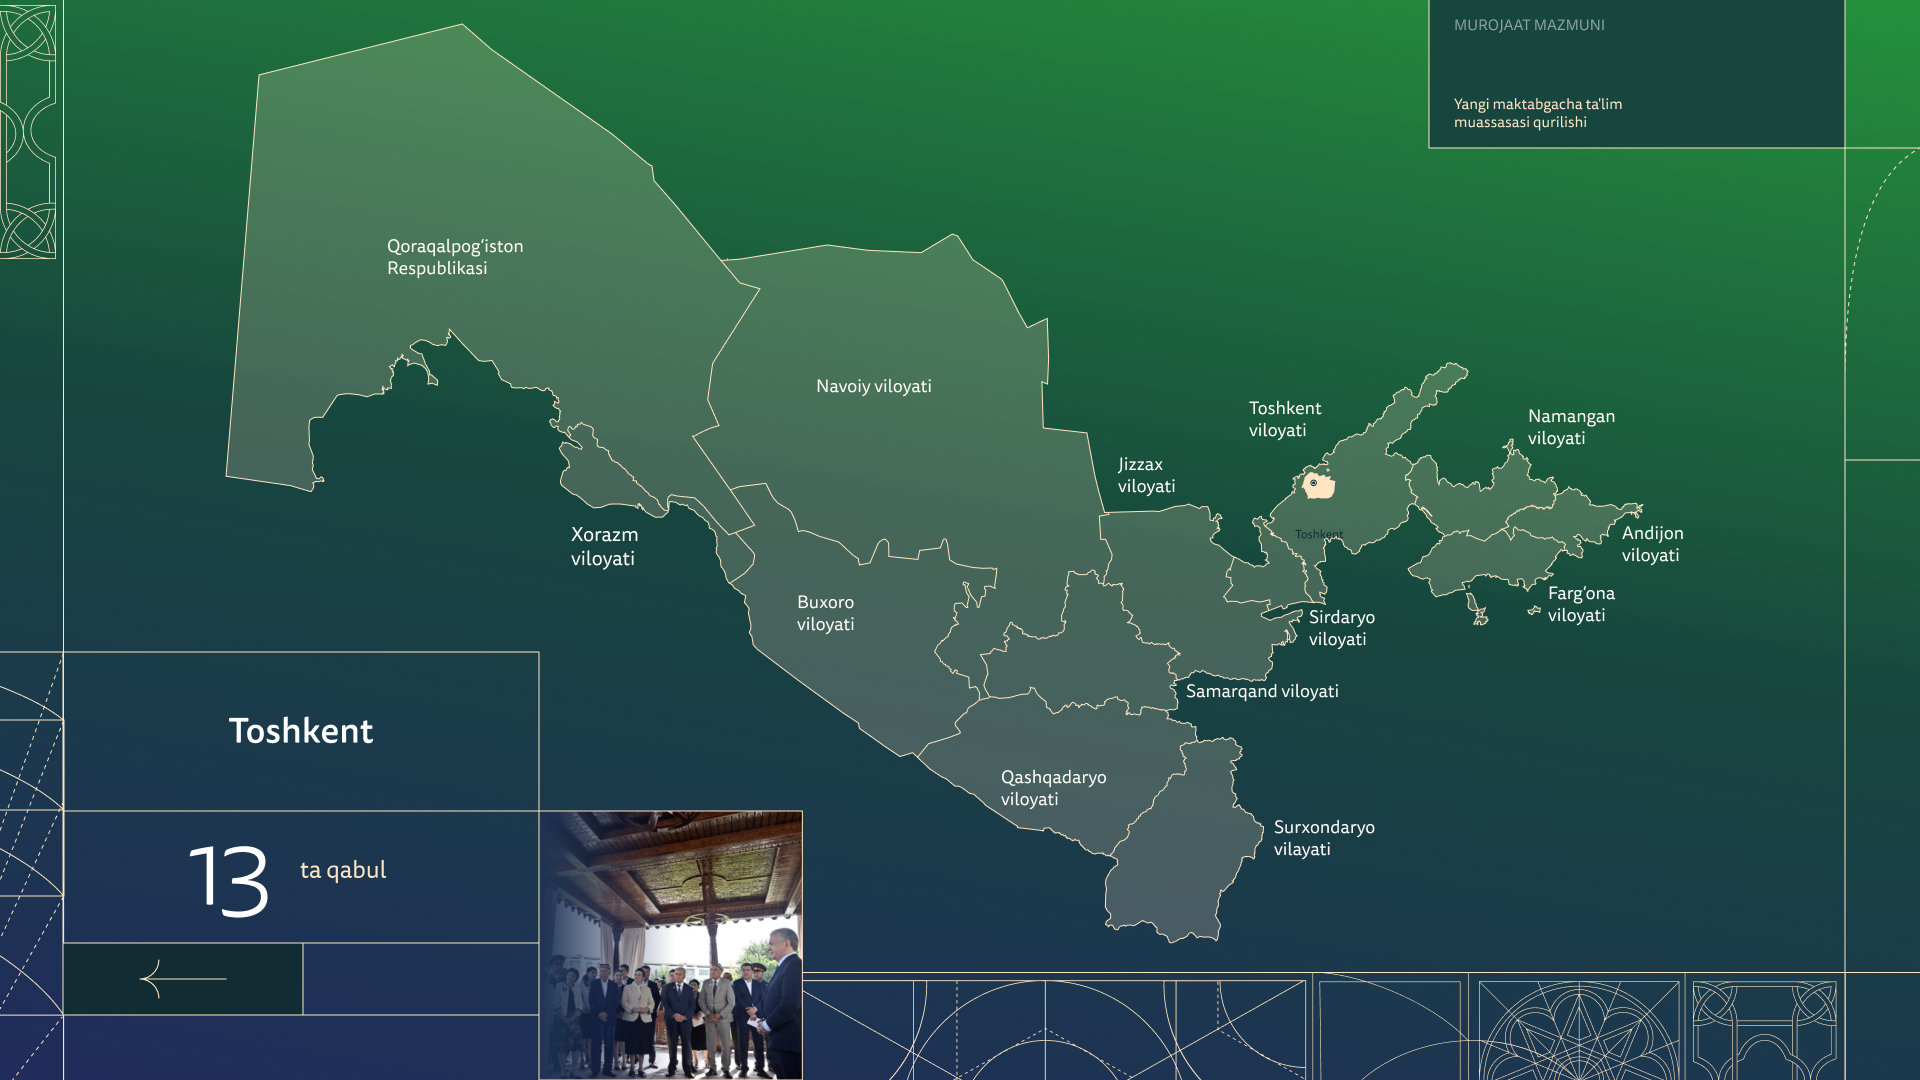 MUROJAAT MAZMUNI
Yangi maktabgacha ta'lim
muassasasi qurilishi
Qoraqalpog‘iston
Respublikasi
Navoiy viloyati
Toshkent
viloyati
Namangan
viloyati
Jizzax
viloyati
Xorazm
viloyati
Toshkent
Andijon
viloyati
Buxoro
viloyati
Farg‘ona
viloyati
Sirdaryo
viloyati
Samarqand viloyati
Toshkent
Qashqadaryo
viloyati
Surxondaryo
vilayati
13 ta qabul